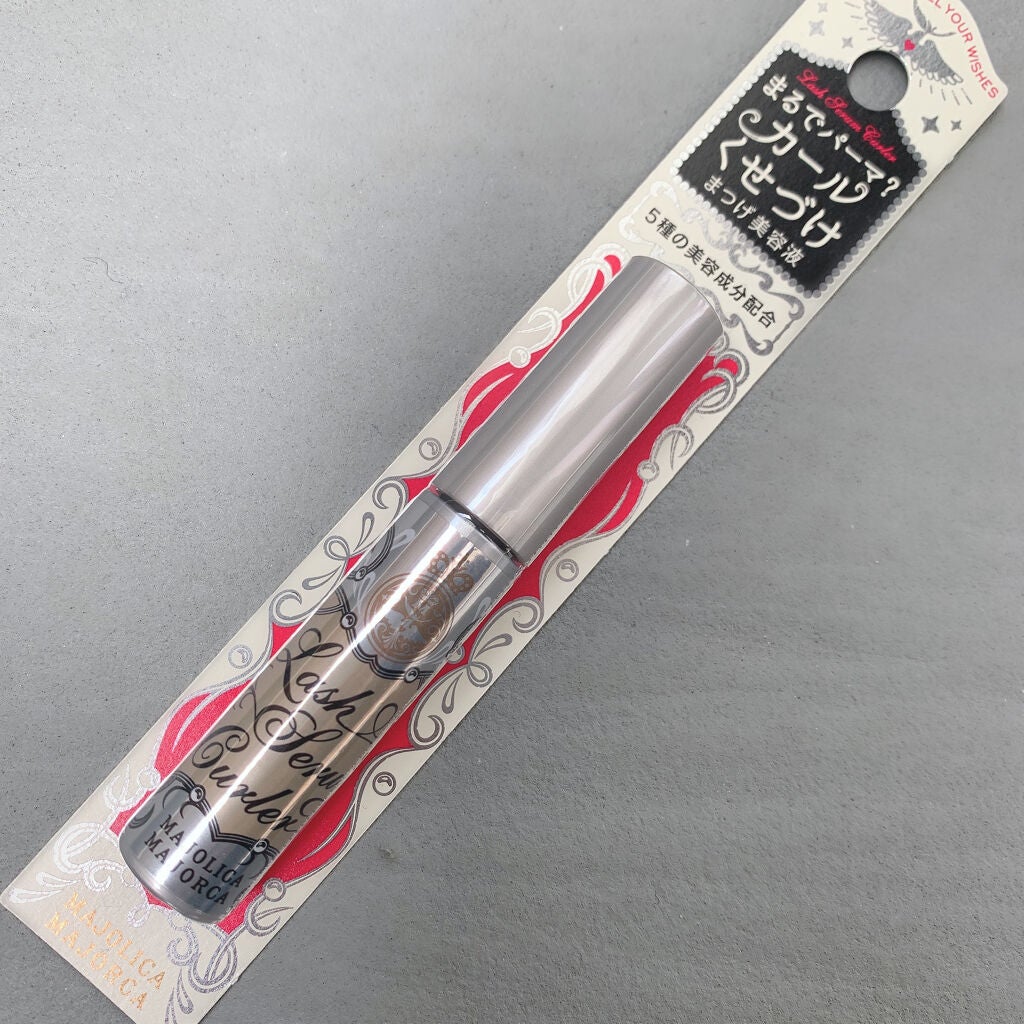 LL YOUR WISHES
Lash Serum Curler
まるでパーマ?
カール
くせづけ
まつげ美容液
5種の美容成分配合
Lash
Serum
Curler
MAJOLICA
MAJORCA
MAJOLICA
MAJORCA